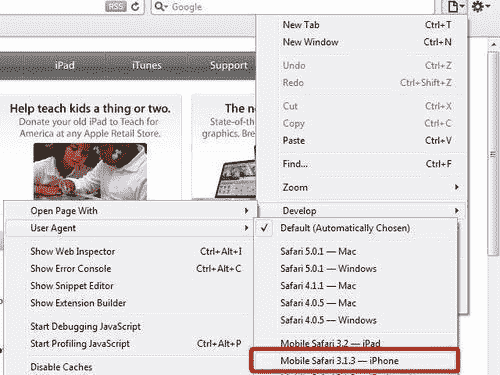 RSS
Google
New Tab Ctrl+T
New Window Ctrl+N
Undo Ctrl+Z
Redo Ctrl+Shift+Z
Cut Ctrl+X
Copy Ctrl+C
Paste Ctrl+V
Find... Ctrl+F
Zoom
Develop
iPad iTunes Support
Help teach kids a thing or two.
Donate your old iPad to Teach for
America at any Apple Retail Store.
The ne
State-of-th
graphics. Bre
Open Page With
User Agent
Show Web Inspector Ctrl+Alt+I
Show Error Console Ctrl+Alt+C
Show Snippet Editor
Show Extension Builder
Start Debugging JavaScript
Start Profiling JavaScript Ctrl+Alt+P
Disable Caches
Default (Automatically Chosen)
Safari 5.0.1 — Mac
Safari 5.0.1 — Windows
Safari 4.1.1 — Mac
Safari 4.0.5 — Mac
Safari 4.0.5 — Windows
Mobile Safari 3.2 — iPad
Mobile Safari 3.1.3 — iPhone